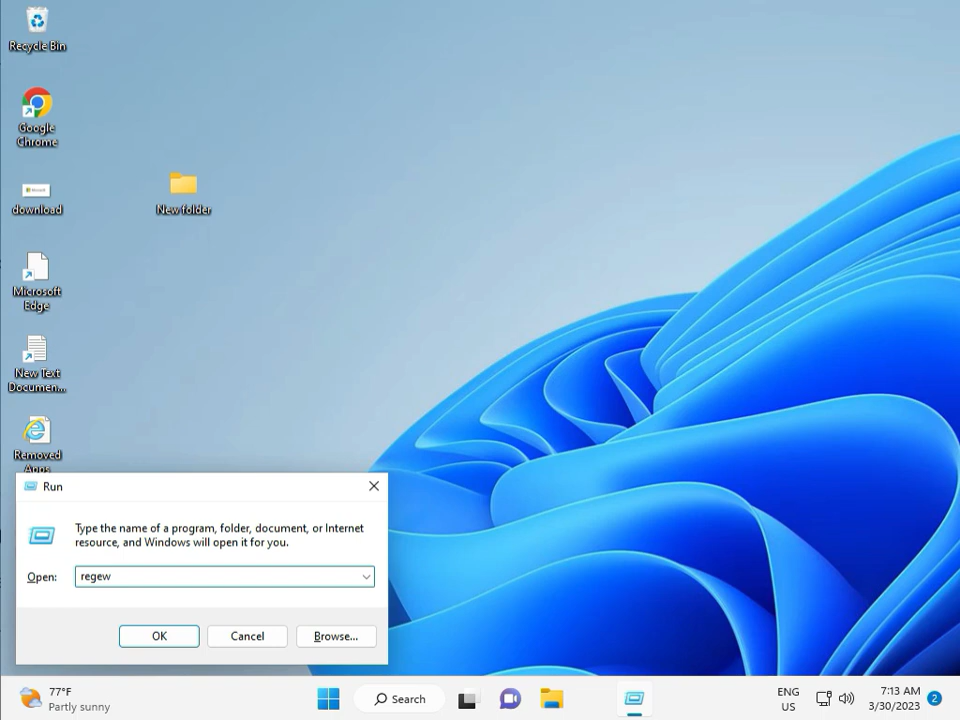 Recycle Bin
Google
Chrome
download
New folder
Microsoft
Edge
New Text
Documen...
Removed
Apps
Run
Type the name of a program, folder, document, or Internet
resource, and Windows will open it for you.
Open:
regew
OK
Cancel
Browse...
77°F
Partly sunny
Search
ENG
US
7:13 AM
3/30/2023
2